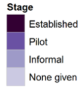 Stage
Established
Pilot
Informal
None given